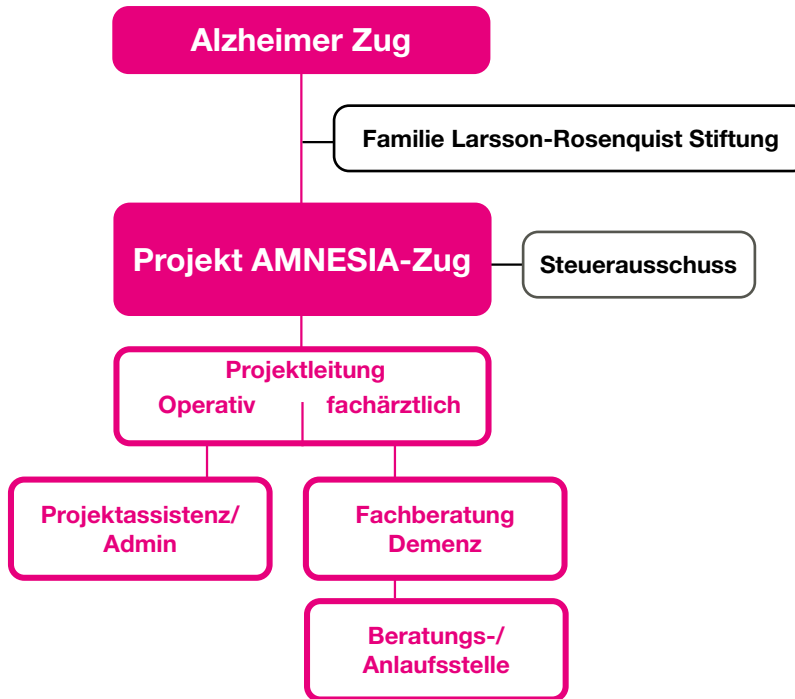 Alzheimer Zug
Familie Larsson-Rosenquist Stiftung
Projekt AMNESIA-Zug
Steuerausschuss
Projektleitung
Operativ fachärztlich
Projektassistenz/
Admin
Fachberatung
Demenz
Beratungs-/
Anlaufsstelle